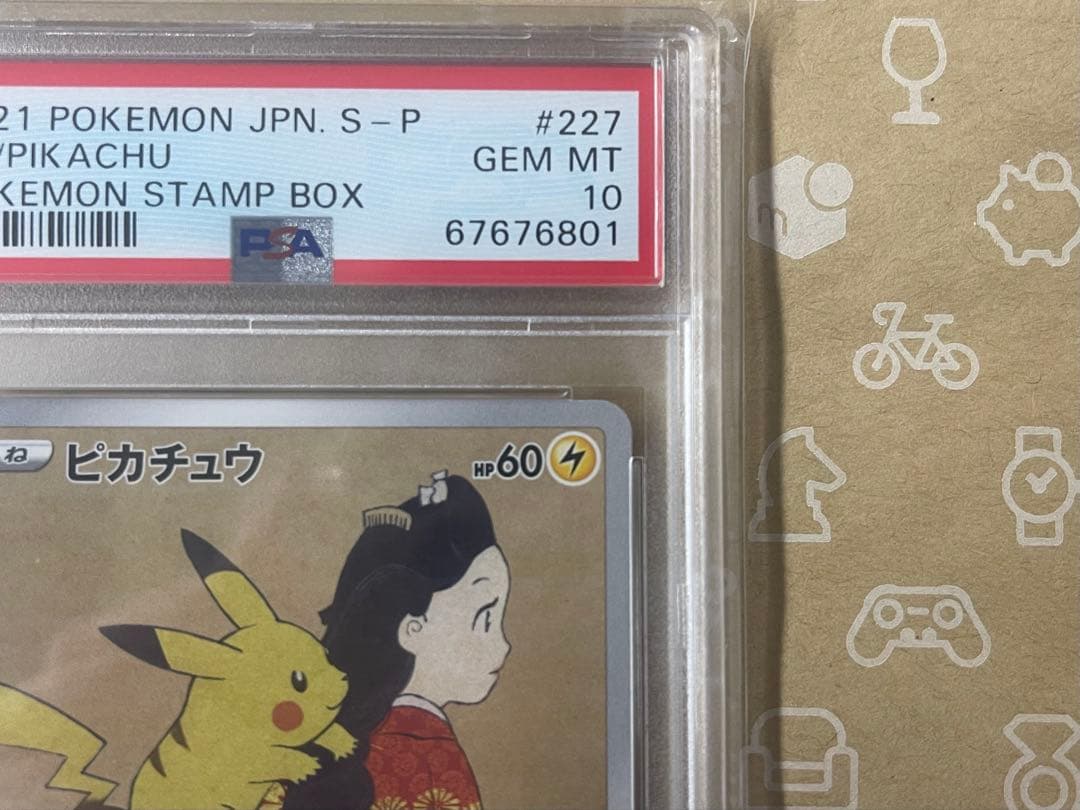 21 POKEMON JPN. S-P #227
/PIKACHU GEM MT
KEMON STAMP BOX 10
PSA 67676801
ね ピカチュウ HP60